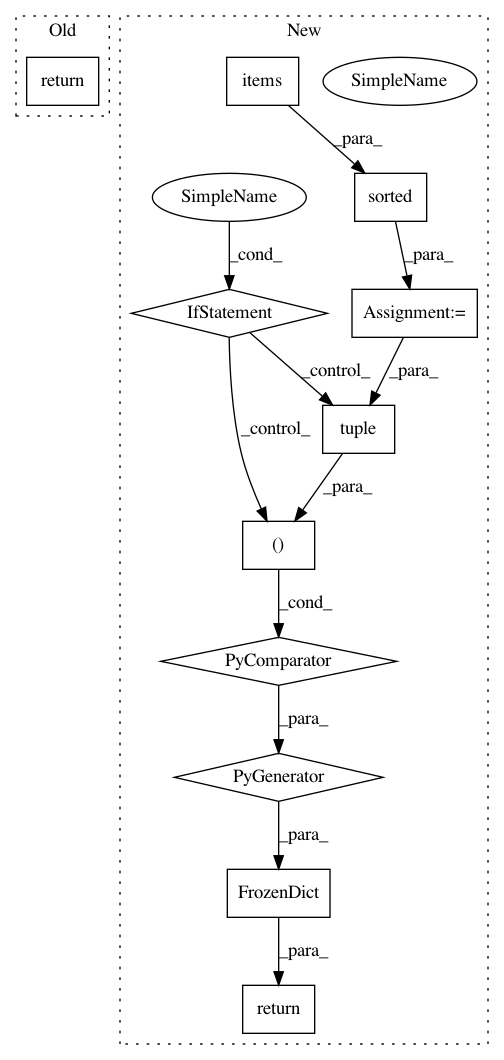 Old
New
return
items
SimpleName
_para_
SimpleName
sorted
_cond_
_para_
IfStatement
Assignment:=
_control_
_para_
_control_
tuple
_para_
()
_cond_
PyComparator
_para_
PyGenerator
_para_
FrozenDict
_para_
return